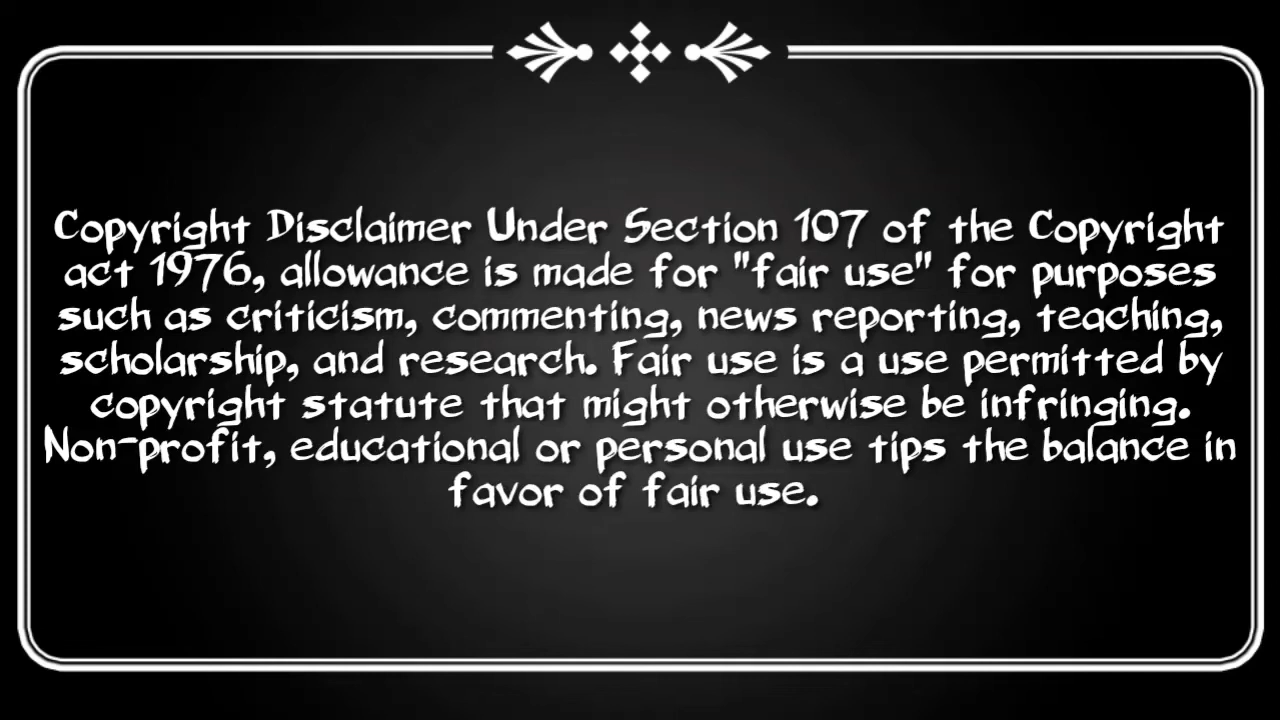 Copyright Disclaimer Under Section 107 of the Copyright
act 1976, allowance is made for "fair use" for purposes
such as criticism, commenting, news reporting, teaching,
scholarship, and research. Fair use is a use permitted by
copyright statute that might otherwise be infringing.
Non-profit, educational or personal use tips the balance in
favor of fair use.